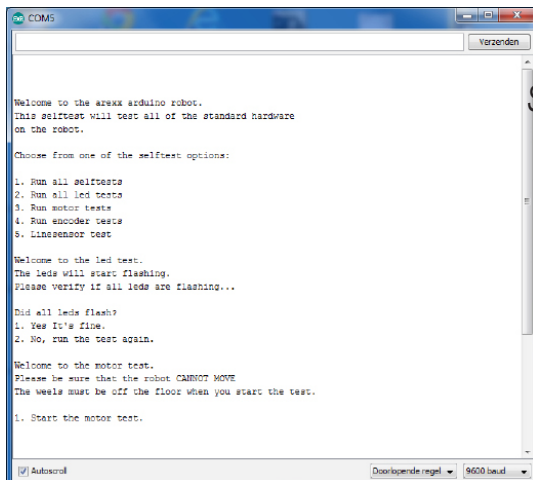 COM5
Verzenden
Welcome to the arexx arduino robot.
This selftest will test all of the standard hardware
on the robot.
Choose from one of the selftest options:
1. Run all selftests
2. Run all led tests
3. Run motor tests
4. Run encoder tests
5. Linesensor test
Welcome to the led test.
The leds will start flashing.
Please verify if all leds are flashing...
Did all leds flash?
1. Yes It's fine.
2. No, run the test again.
Welcome to the motor test.
Please be sure that the robot CANNOT MOVE
The weels must be off the floor when you start the test.
1. Start the motor test.
Autoscroll
Doorlopende regel
9600 baud